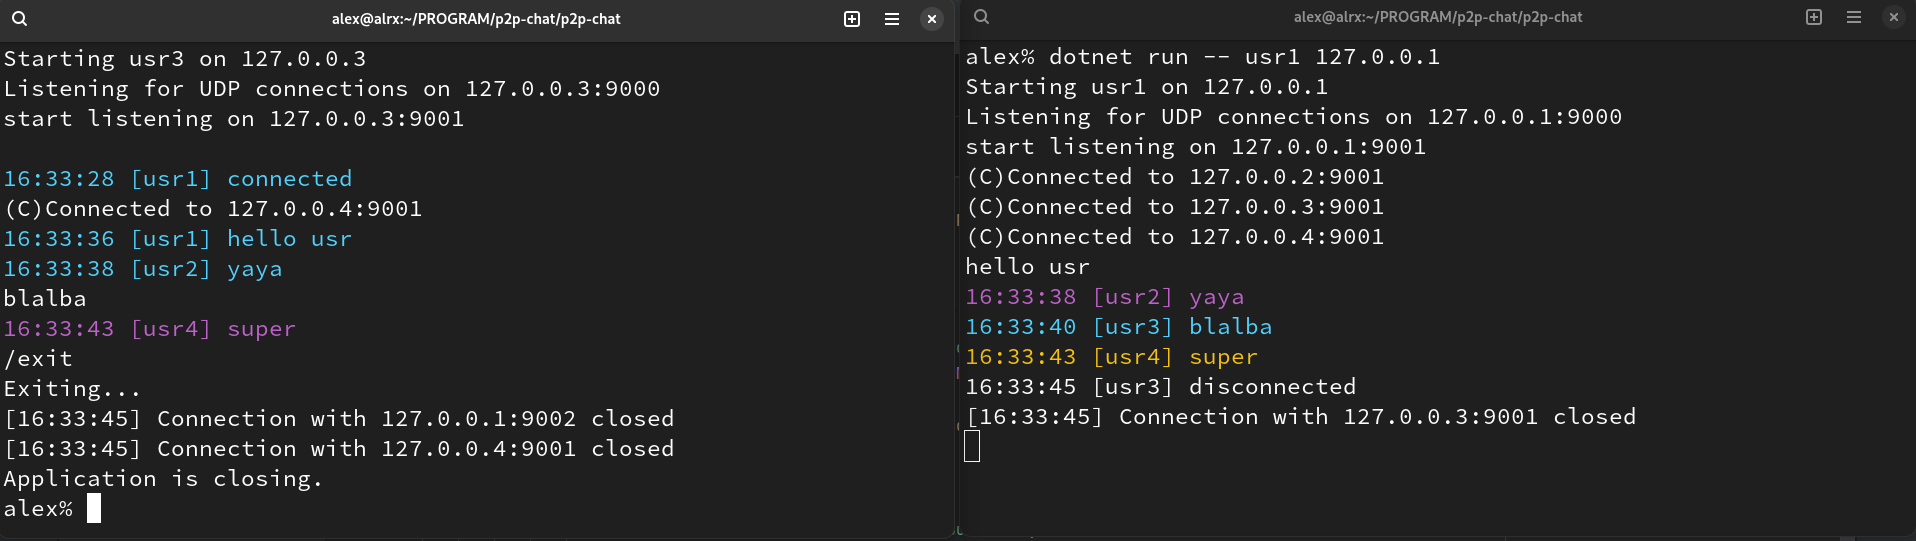 alex@alrx:~/PROGRAM/p2p-chat/p2p-chat
Starting usr3 on 127.0.0.3
Listening for UDP connections on 127.0.0.3:9000
start listening on 127.0.0.3:9001
16:33:28 [usr1] connected
(C)Connected to 127.0.0.4:9001
16:33:36 [usr1] hello usr
16:33:38 [usr2] yaya
blalba
16:33:43 [usr4] super
/exit
Exiting...
[16:33:45] Connection with 127.0.0.1:9002 closed
[16:33:45] Connection with 127.0.0.4:9001 closed
Application is closing.
alex%
alex@alrx:~/PROGRAM/p2p-chat/p2p-chat
alex% dotnet run -- usr1 127.0.0.1
Starting usr1 on 127.0.0.1
Listening for UDP connections on 127.0.0.1:9000
start listening on 127.0.0.1:9001
(C)Connected to 127.0.0.2:9001
(C)Connected to 127.0.0.3:9001
(C)Connected to 127.0.0.4:9001
hello usr
16:33:38 [usr2] yaya
16:33:40 [usr3] blalba
16:33:43 [usr4] super
16:33:45 [usr3] disconnected
[16:33:45] Connection with 127.0.0.3:9001 closed